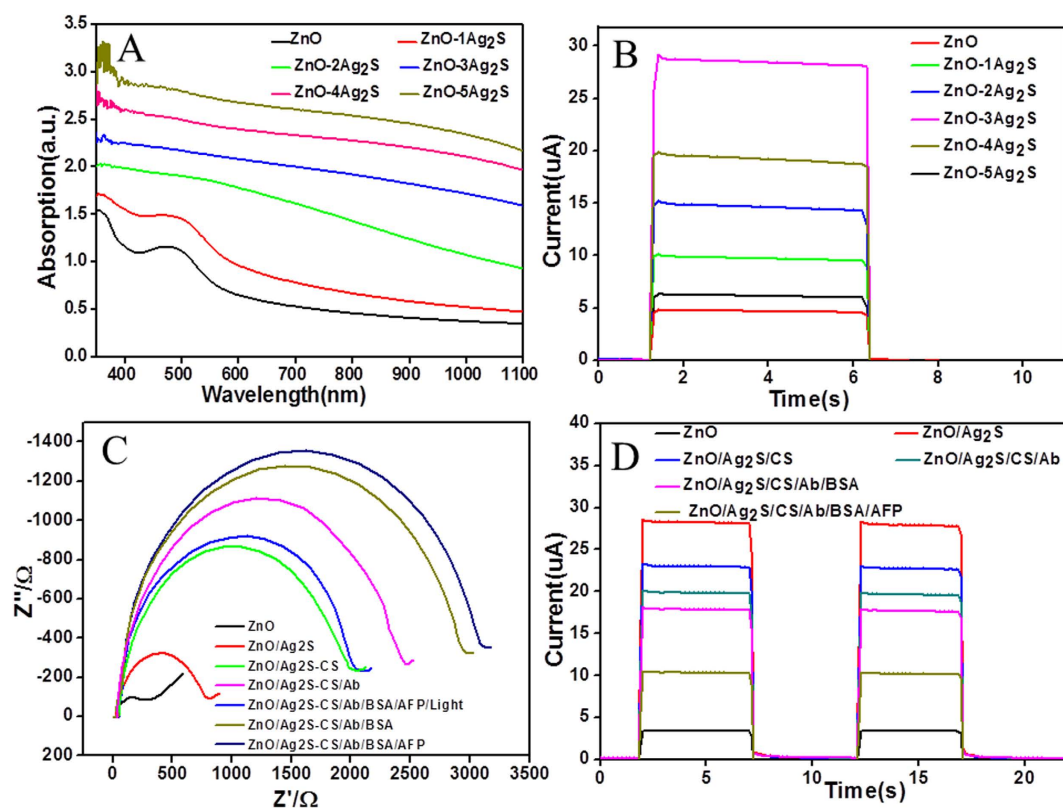 A
ZnO
ZnO-1Ag2S
ZnO-2Ag2S
ZnO-3Ag2S
ZnO-4Ag2S
ZnO-5Ag2S
Absorption(a.u.)
3.5
3.0
2.5
2.0
1.5
1.0
0.5
0.0
400 500 600 700 800 900 1000 1100
Wavelength(nm)
B
ZnO
ZnO-1Ag2S
ZnO-2Ag2S
ZnO-3Ag2S
ZnO-4Ag2S
ZnO-5Ag2S
Current(uA)
30
25
20
15
10
5
0
0 2 4 6 8 10
Time(s)
C
Z''/Ω
-1400
-1200
-1000
-800
-600
-400
-200
0
200
ZnO
ZnO/Ag2S
ZnO/Ag2S-CS
ZnO/Ag2S-CS/Ab
ZnO/Ag2S-CS/Ab/BSA/AFP/Light
ZnO/Ag2S-CS/Ab/BSA
ZnO/Ag2S-CS/Ab/BSA/AFP
0 500 1000 1500 2000 2500 3000 3500
Z'/Ω
D
ZnO
ZnO/Ag2S
ZnO/Ag2S/CS
ZnO/Ag2S/CS/Ab
ZnO/Ag2S/CS/Ab/BSA
ZnO/Ag2S/CS/Ab/BSA/AFP
Current(uA)
40
35
30
25
20
15
10
5
0
0 5 10 15 20
Time(s)